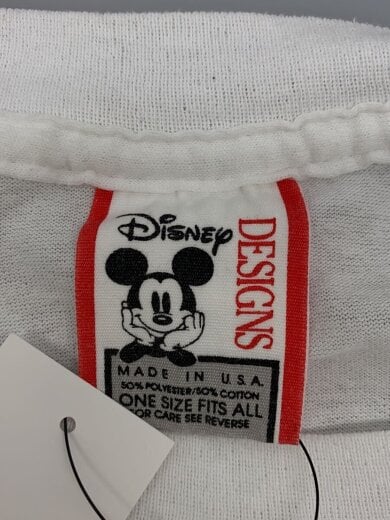 Disney
DESIGNS
MADE IN U.S.A.
50% POLYESTER/50% COTTON
ONE SIZE FITS ALL
FOR CARE SEE REVERSE